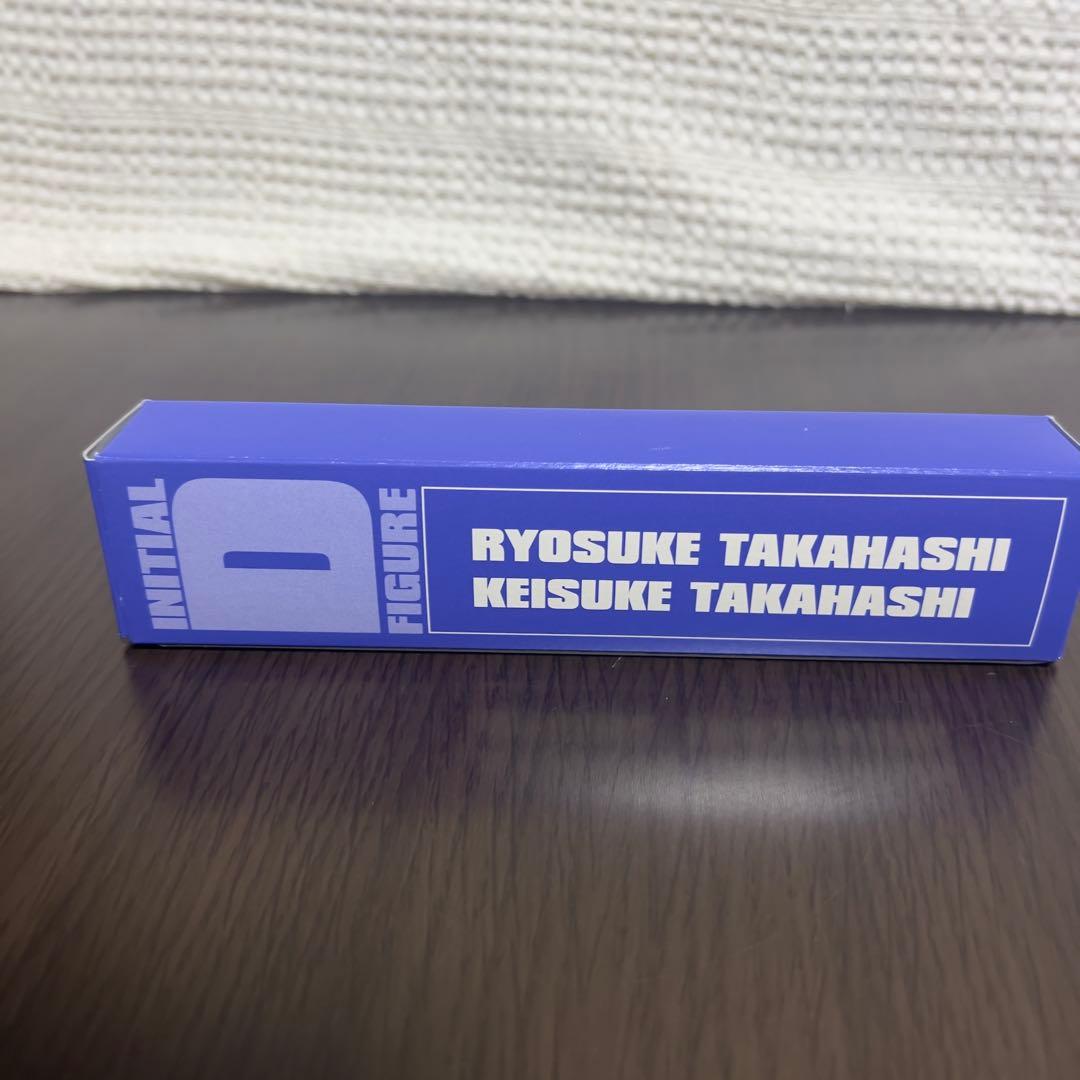 INITIAL
D
FIGURE
RYOSUKE TAKAHASHI
KEISUKE TAKAHASHI